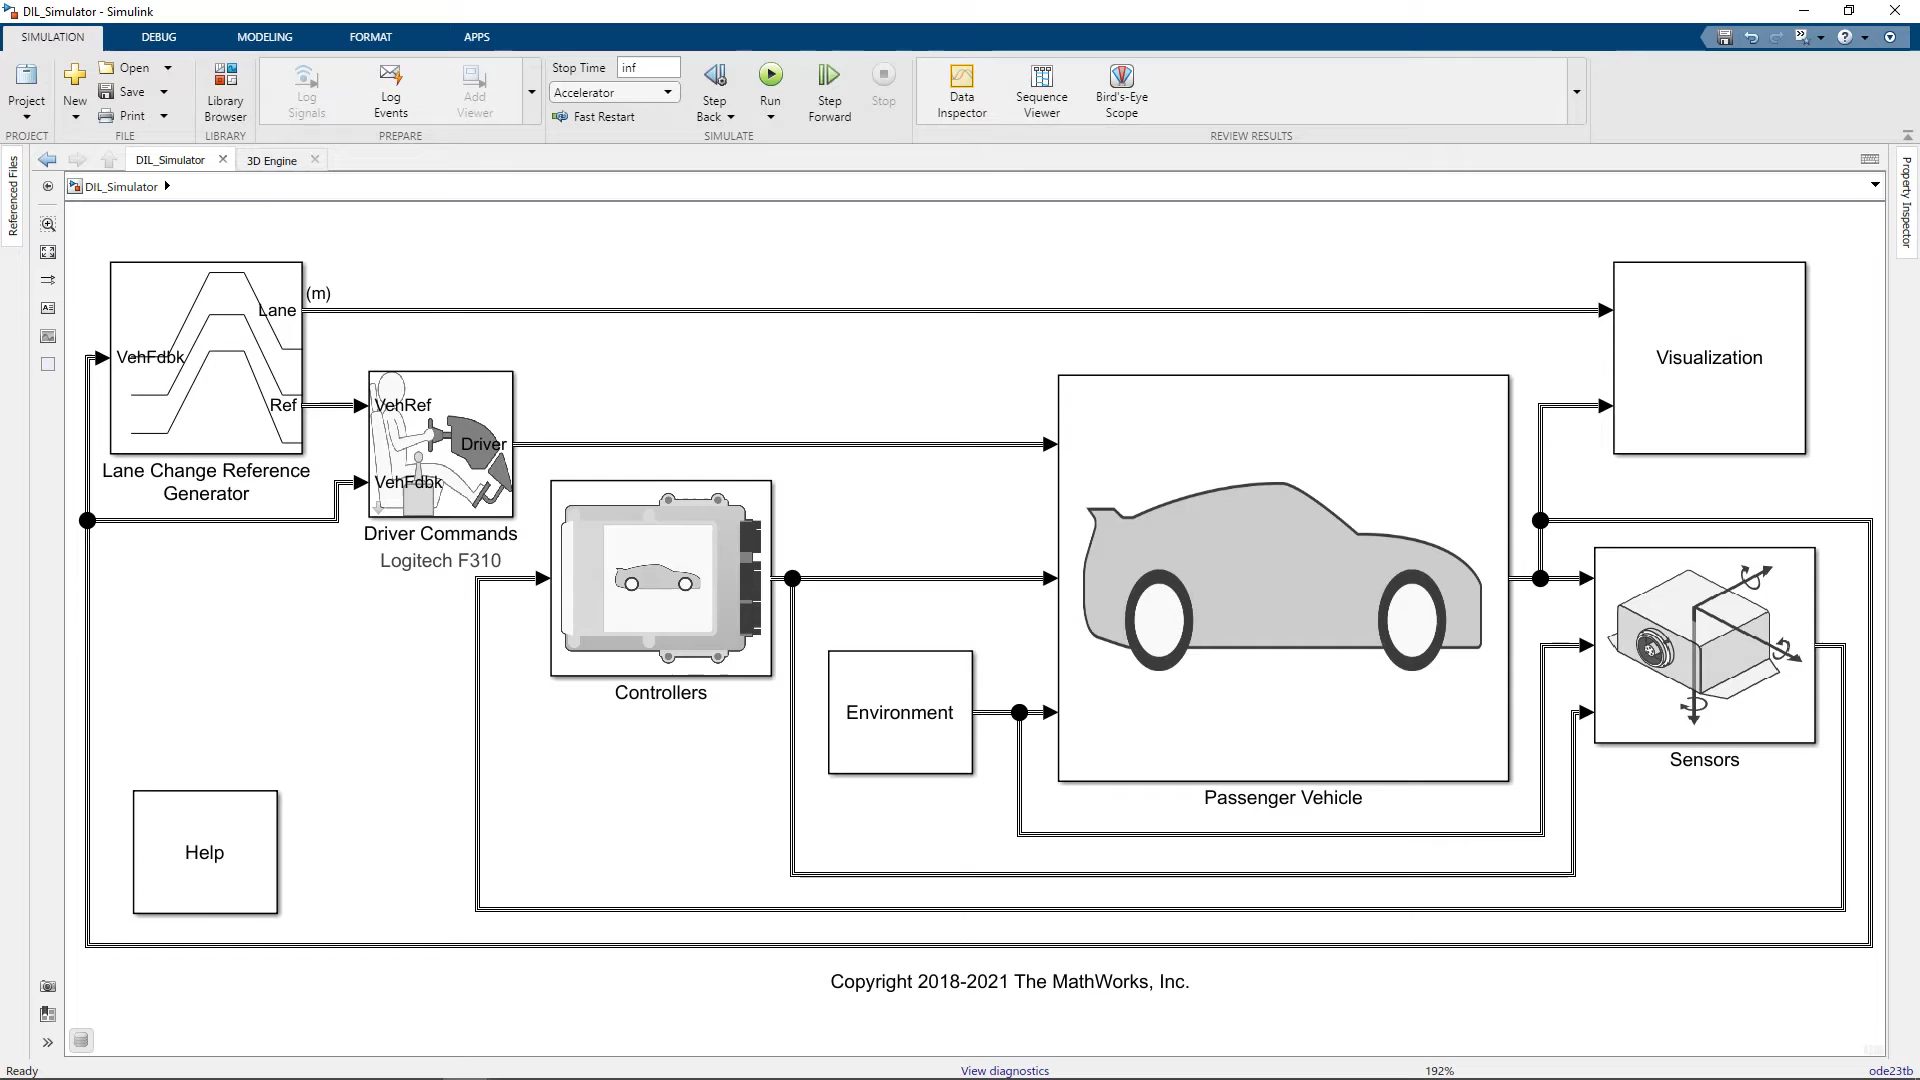 DIL_Simulator - Simulink
SIMULATION
DEBUG
MODELING
FORMAT
APPS
Project
New
Open
Save
Print
Library
Browser
Log
Signals
Log
Events
Add
Viewer
Stop Time
inf
Accelerator
Fast Restart
Step
Back
Run
Step
Forward
Stop
Data
Inspector
Sequence
Viewer
Bird's-Eye
Scope
PROJECT
FILE
LIBRARY
PREPARE
SIMULATE
REVIEW RESULTS
Referenced Files
DIL_Simulator
3D Engine
Property Inspector
DIL_Simulator
(m)
Lane
VehFdbk
Ref
Lane Change Reference
Generator
VehRef
Driver
VehFdbk
Driver Commands
Logitech F310
Controllers
Environment
Passenger Vehicle
Visualization
Sensors
Help
Copyright 2018-2021 The MathWorks, Inc.
Ready
View diagnostics
192%
ode23tb